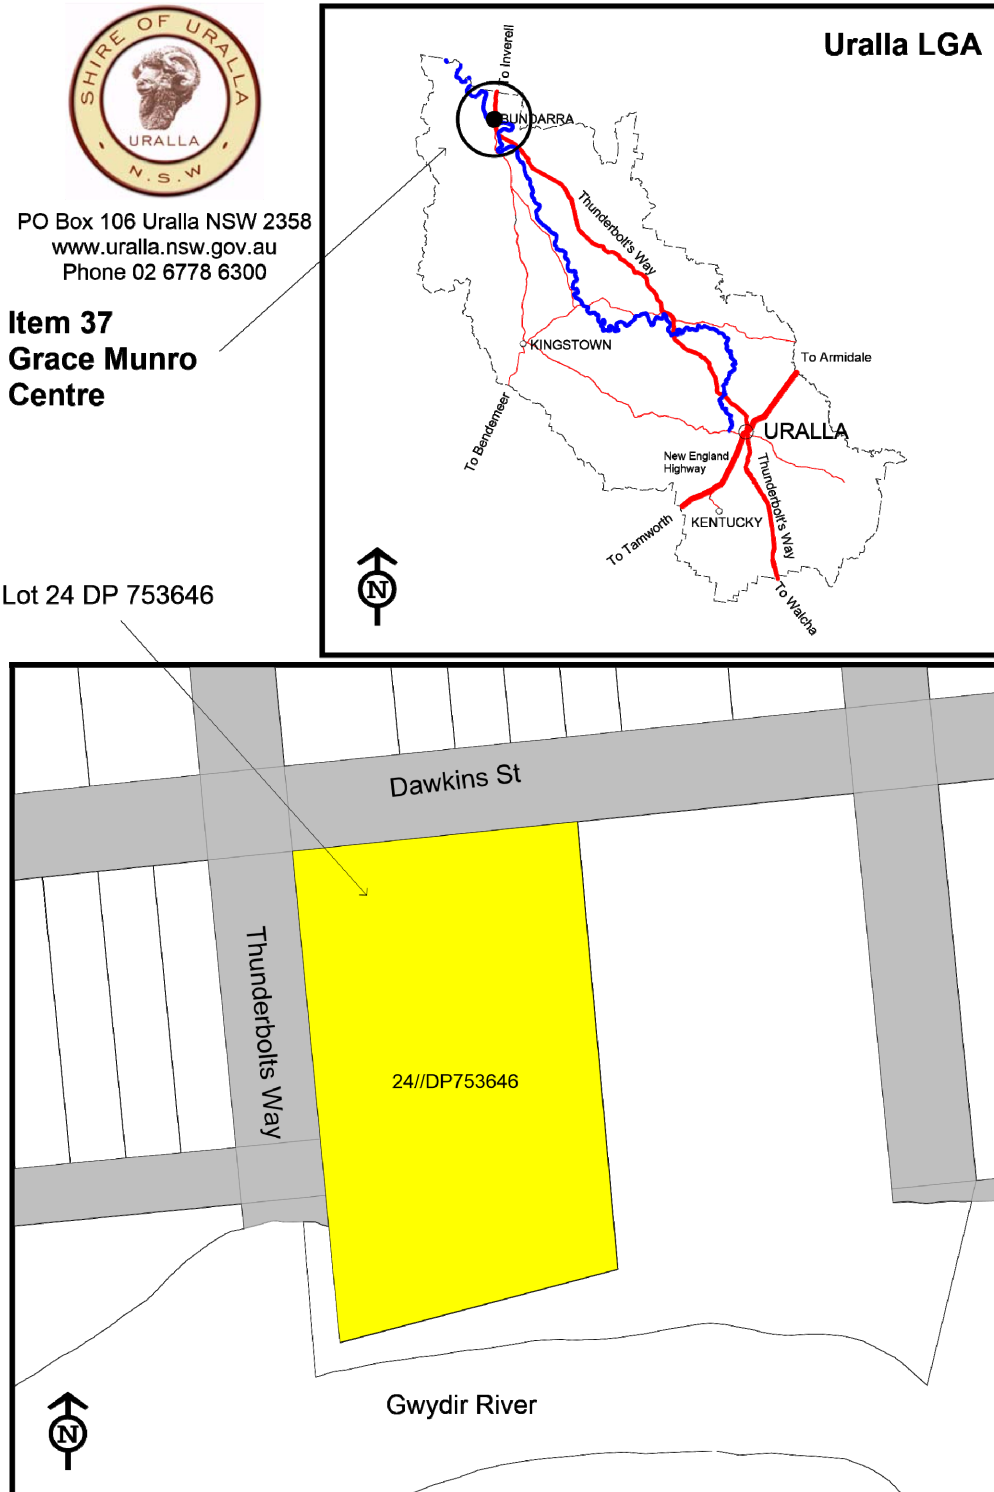 SHIRE OF URALLA
URALLA
N.S.W
PO Box 106 Uralla NSW 2358
www.uralla.nsw.gov.au
Phone 02 6778 6300
Item 37
Grace Munro
Centre
Uralla LGA
To Inverell
BUNDARRA
Thunderbolt's Way
KINGSTOWN
To Armidale
To Bendemeer
URALLA
New England
Highway
Thunderbolt's Way
KENTUCKY
To Tamworth
To Walcha
N
Lot 24 DP 753646
Dawkins St
Thunderbolts Way
24//DP753646
Gwydir River
N